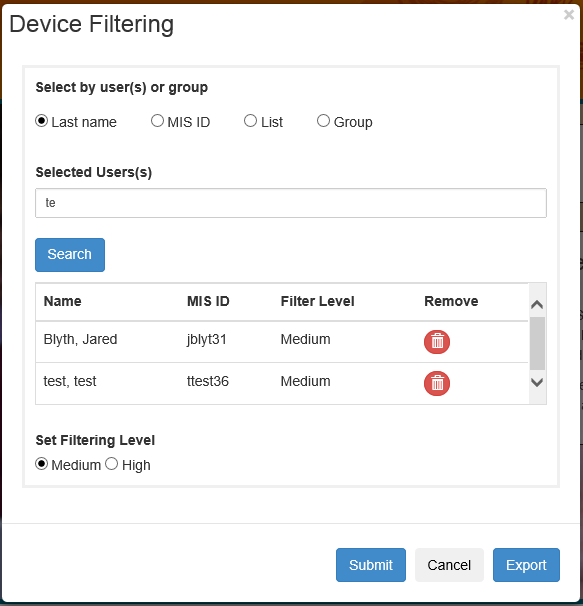 Device Filtering
Select by user(s) or group
Last name MIS ID List Group
Selected Users(s)
te
Search
Name MIS ID Filter Level Remove
Blyth, Jared jblyt31 Medium
test, test ttest36 Medium
Set Filtering Level
Medium High
Submit Cancel Export